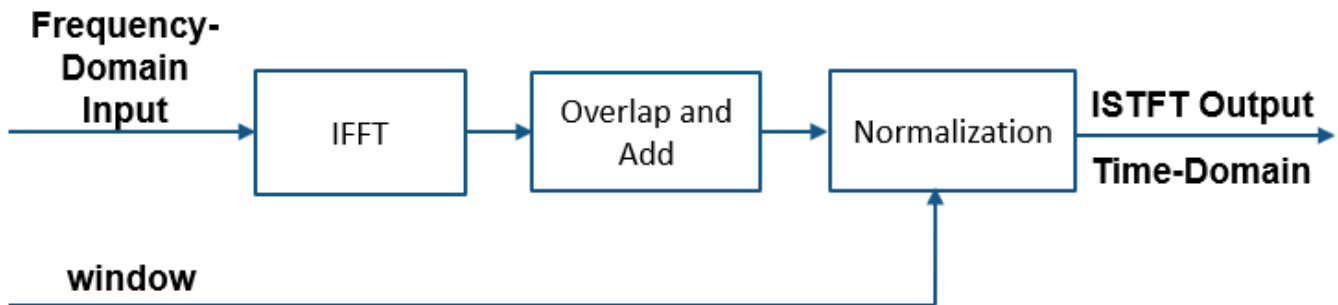 Frequency-
Domain
Input
IFFT
Overlap and
Add
Normalization
ISTFT Output
Time-Domain
window